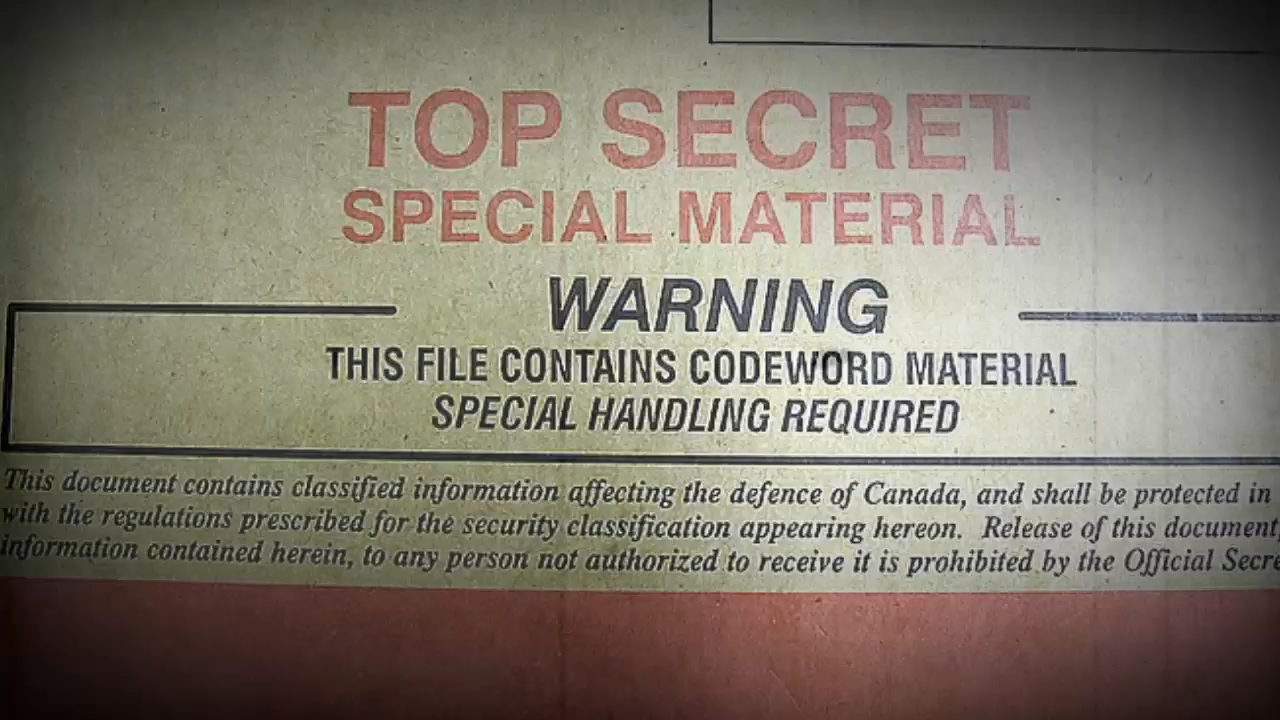 TOP SECRET
SPECIAL MATERIAL
WARNING
THIS FILE CONTAINS CODEWORD MATERIAL
SPECIAL HANDLING REQUIRED
This document contains classified information affecting the defence of Canada, and shall be protected in
with the regulations prescribed for the security classification appearing hereon. Release of this document,
information contained herein, to any person not authorized to receive it is prohibited by the Official